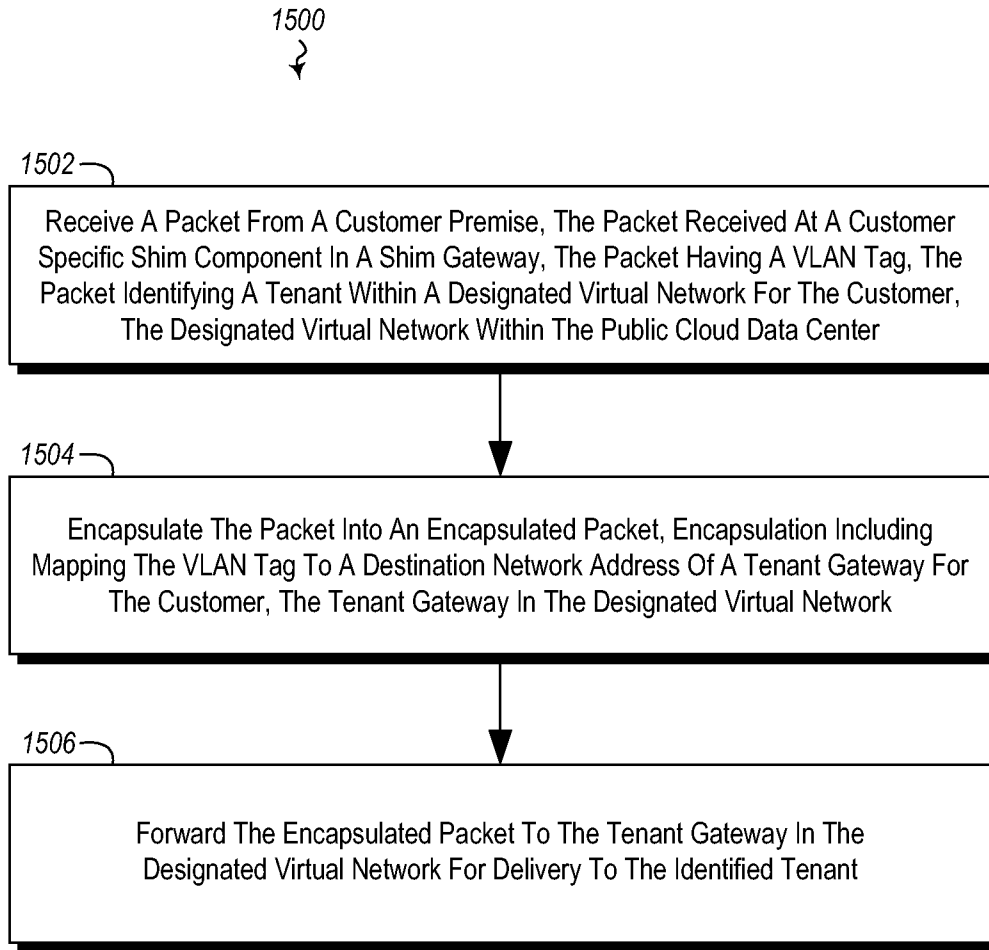 1500
1502
Receive A Packet From A Customer Premise, The Packet Received At A Customer
Specific Shim Component In A Shim Gateway, The Packet Having A VLAN Tag, The
Packet Identifying A Tenant Within A Designated Virtual Network For The Customer,
The Designated Virtual Network Within The Public Cloud Data Center
1504
Encapsulate The Packet Into An Encapsulated Packet, Encapsulation Including
Mapping The VLAN Tag To A Destination Network Address Of A Tenant Gateway For
The Customer, The Tenant Gateway In The Designated Virtual Network
1506
Forward The Encapsulated Packet To The Tenant Gateway In The
Designated Virtual Network For Delivery To The Identified Tenant